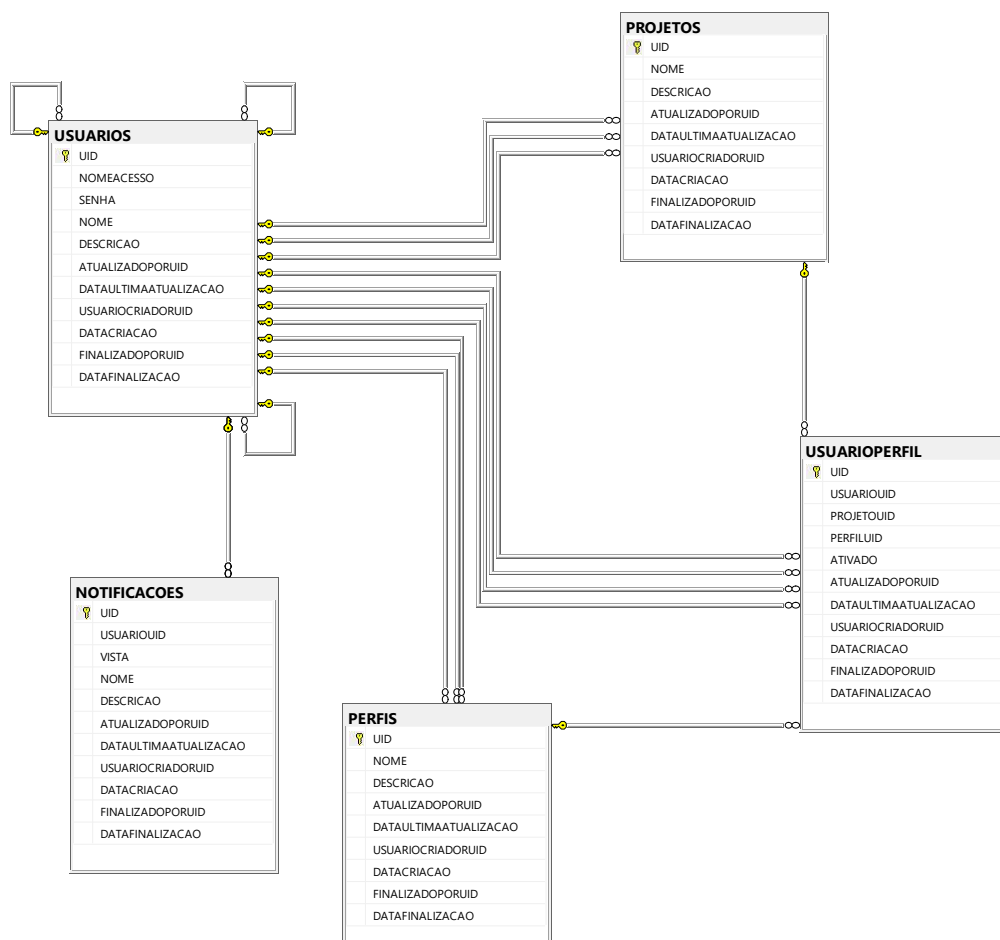 PROJETOS
UID
NOME
DESCRICAO
ATUALIZADOPORUID
DATAULTIMAATUALIZACAO
USUARIOCRIADORUID
DATACRIACAO
FINALIZADOPORUID
DATAFINALIZACAO
USUARIOS
UID
NOMEACESSO
SENHA
NOME
DESCRICAO
ATUALIZADOPORUID
DATAULTIMAATUALIZACAO
USUARIOCRIADORUID
DATACRIACAO
FINALIZADOPORUID
DATAFINALIZACAO
USUARIOPERFIL
UID
USUARIOUID
PROJETOUID
PERFILUID
ATIVADO
ATUALIZADOPORUID
DATAULTIMAATUALIZACAO
USUARIOCRIADORUID
DATACRIACAO
FINALIZADOPORUID
DATAFINALIZACAO
NOTIFICACOES
UID
USUARIOUID
VISTA
NOME
DESCRICAO
ATUALIZADOPORUID
DATAULTIMAATUALIZACAO
USUARIOCRIADORUID
DATACRIACAO
FINALIZADOPORUID
DATAFINALIZACAO
PERFIS
UID
NOME
DESCRICAO
ATUALIZADOPORUID
DATAULTIMAATUALIZACAO
USUARIOCRIADORUID
DATACRIACAO
FINALIZADOPORUID
DATAFINALIZACAO